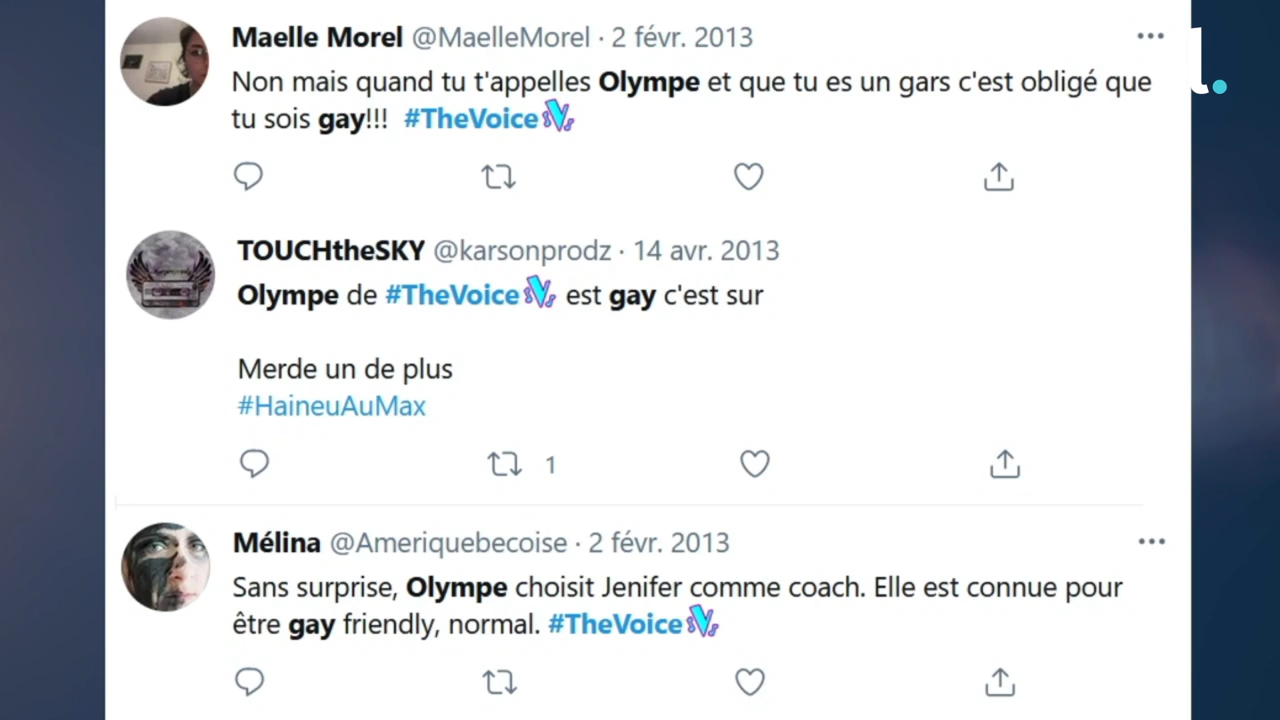 Maelle Morel @MaelleMorel · 2 févr. 2013
Non mais quand tu t'appelles Olympe et que tu es un gars c'est obligé que
tu sois gay!!! #TheVoice
TOUCHtheSKY @karsonprodz · 14 avr. 2013
Olympe de #TheVoice est gay c'est sur
Merde un de plus
#HaineuAuMax
1
Mélina @Ameriquebecoise · 2 févr. 2013
Sans surprise, Olympe choisit Jenifer comme coach. Elle est connue pour
être gay friendly, normal. #TheVoice